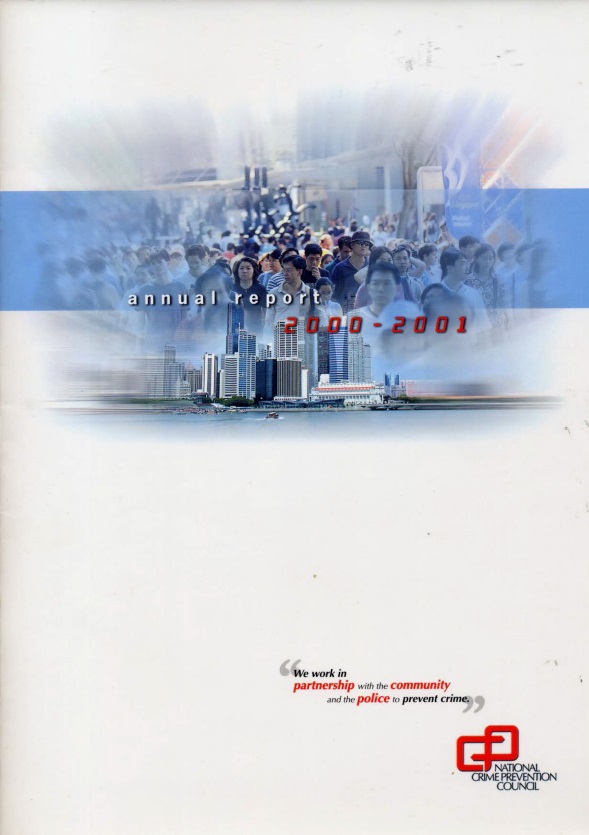 annual report
2000-2001
“We work in
partnership with the community
and the police to prevent crime.”
NATIONAL
CRIME PREVENTION
COUNCIL